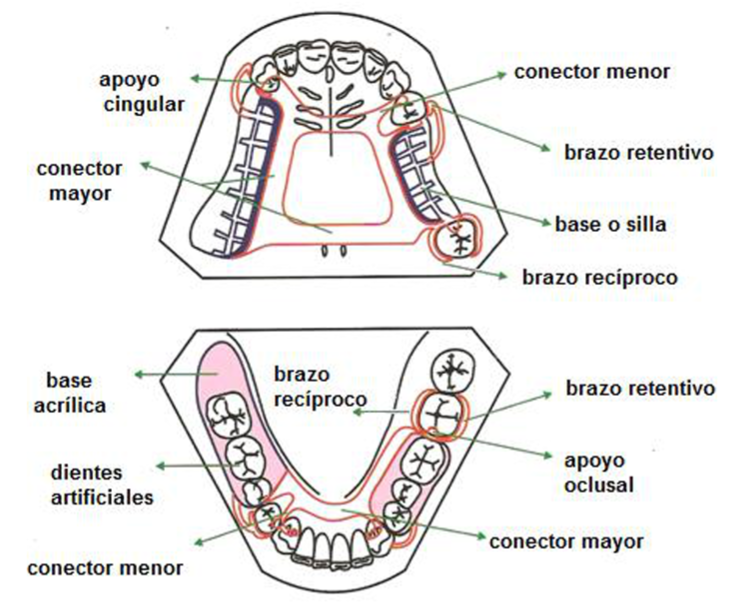 apoyo
cingular
conector menor
conector
mayor
brazo retentivo
base o silla
brazo recíproco
base
acrílica
brazo
recíproco
brazo retentivo
dientes
artificiales
apoyo
oclusal
conector mayor
conector menor